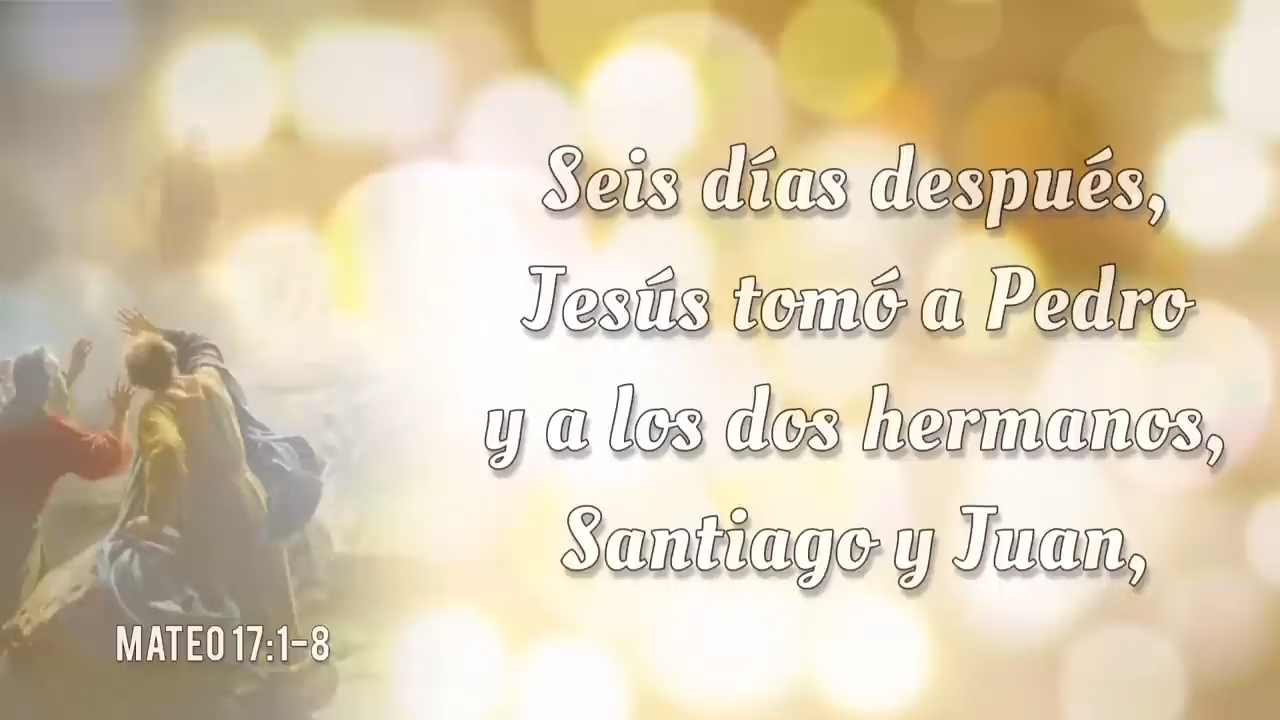 Seis días después,
Jesús tomó a Pedro
y a los dos hermanos,
Santiago y Juan,
MATEO 17:1-8